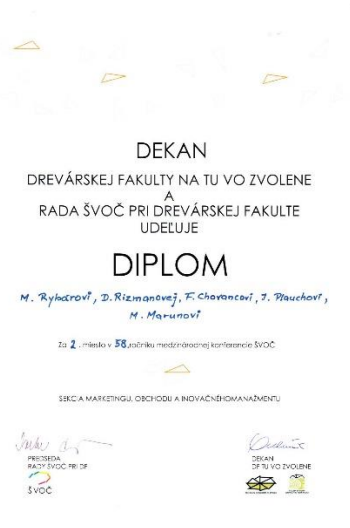 DEKAN
DREVÁRSKEJ FAKULTY NA TU VO ZVOLENE
A
RADA ŠVOČ PRI DREVÁRSKEJ FAKULTE
UDEĽUJE
DIPLOM
M. Rybárovi, D. Rizmanovej, F. Chovancovi, J. Plauchovi,
M. Marunovi
Za 2. miesto v 58. ročníku medzinárodnej konferencie ŠVOČ
SEKCIA MARKETINGU, OBCHODU A INOVAČNÉHOMANAŽMENTU
PREDSEDA
RADY ŠVOČ PRI DF
ŠVOČ
DEKAN
DF TU VO ZVOLENE